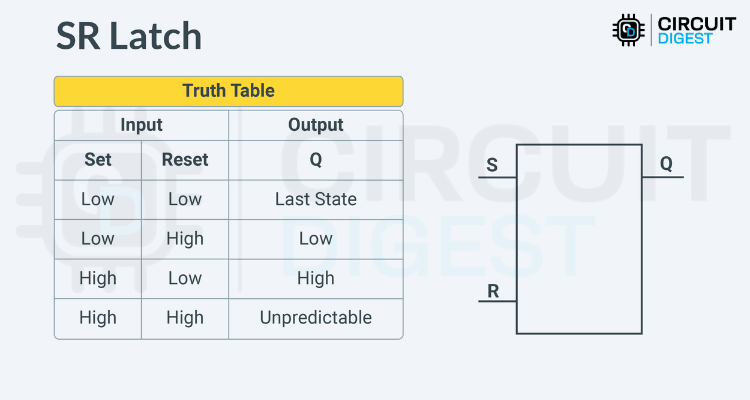 SR Latch
CIRCUIT
DIGEST
Truth Table
Input Output
Set Reset Q
Low Low Last State
Low High Low
High Low High
High High Unpredictable
S
Q
R
CIRCUIT
DIGEST